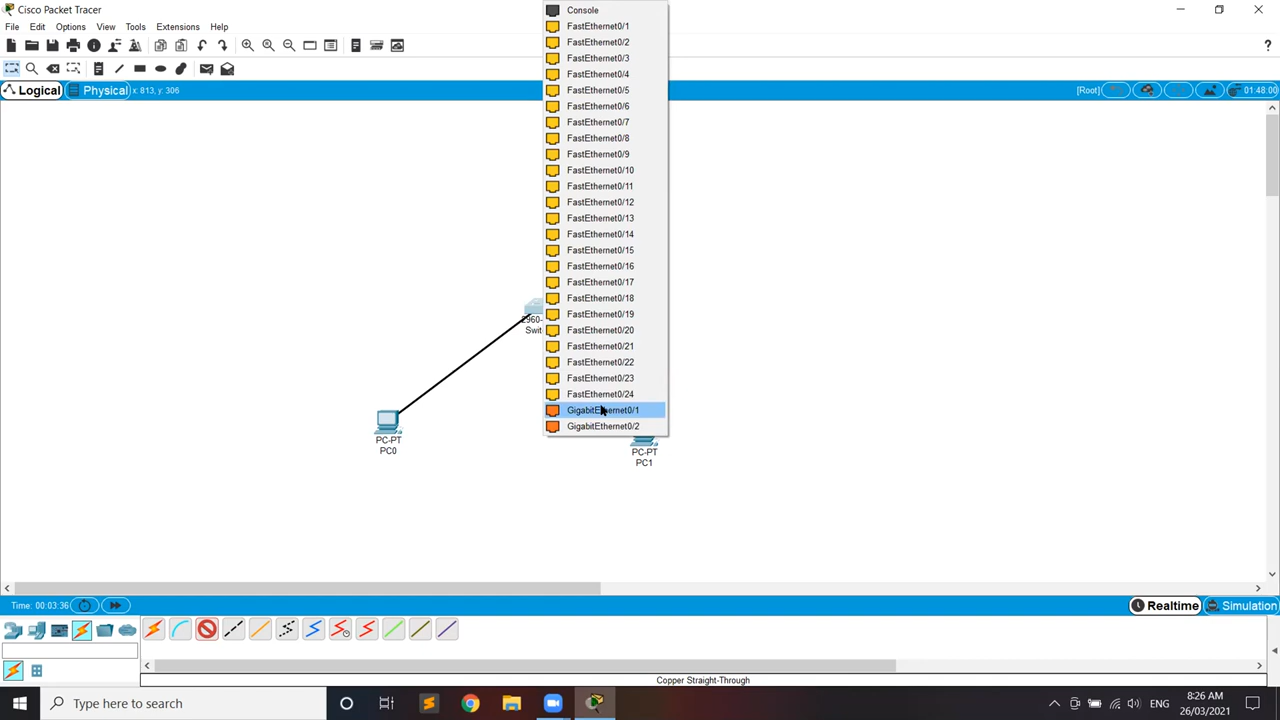 Cisco Packet Tracer
File Edit Options View Tools Extensions Help
Logical Physical x: 813, y: 306 [Root] 01:48:00
Console
FastEthernet0/1
FastEthernet0/2
FastEthernet0/3
FastEthernet0/4
FastEthernet0/5
FastEthernet0/6
FastEthernet0/7
FastEthernet0/8
FastEthernet0/9
FastEthernet0/10
FastEthernet0/11
FastEthernet0/12
FastEthernet0/13
FastEthernet0/14
FastEthernet0/15
FastEthernet0/16
FastEthernet0/17
FastEthernet0/18
FastEthernet0/19
FastEthernet0/20
FastEthernet0/21
FastEthernet0/22
FastEthernet0/23
FastEthernet0/24
GigabitEthernet0/1
GigabitEthernet0/2
2960-
Swit
PC-PT
PC0
PC-PT
PC1
Time: 00:03:36 Realtime Simulation
Copper Straight-Through
Type here to search
ENG
8:26 AM
26/03/2021